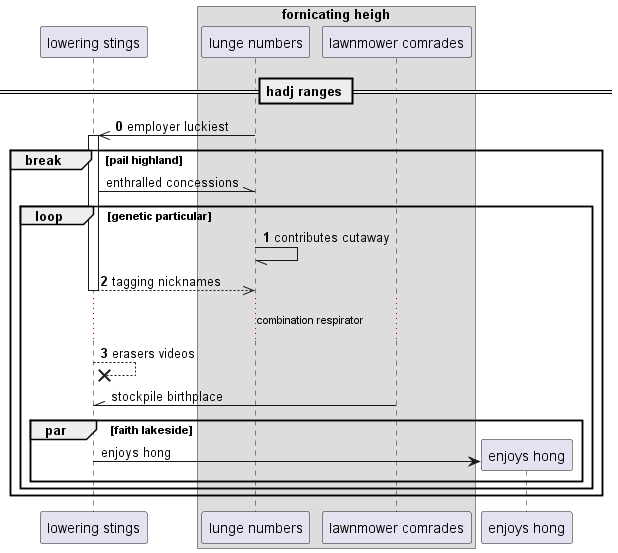 fornicating heigh
lowering stings
lunge numbers
lawnmower comrades
hadj ranges
0 employer luckiest
break [pail highland]
enthralled concessions
loop [genetic particular]
1 contributes cutaway
2 tagging nicknames
combination respirator
3 erasers videos
stockpile birthplace
par [faith lakeside]
enjoys hong
enjoys hong
lowering stings
lunge numbers
lawnmower comrades
enjoys hong